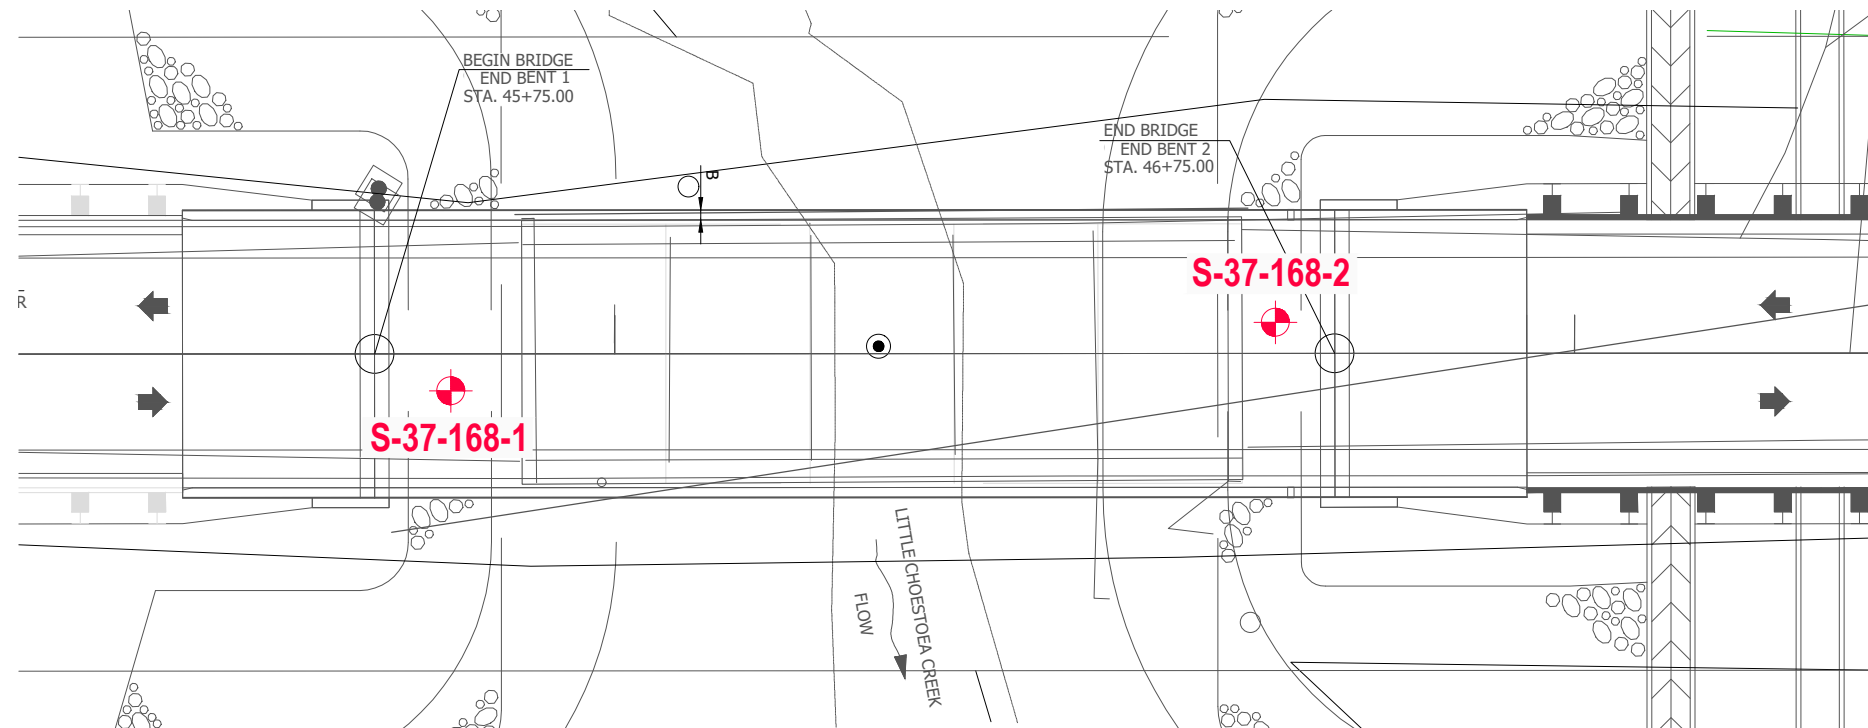 BEGIN BRIDGE
END BENT 1
STA. 45+75.00
END BRIDGE
END BENT 2
STA. 46+75.00
B
S-37-168-2
R
S-37-168-1
LITTLE CHOESTOEA CREEK
FLOW